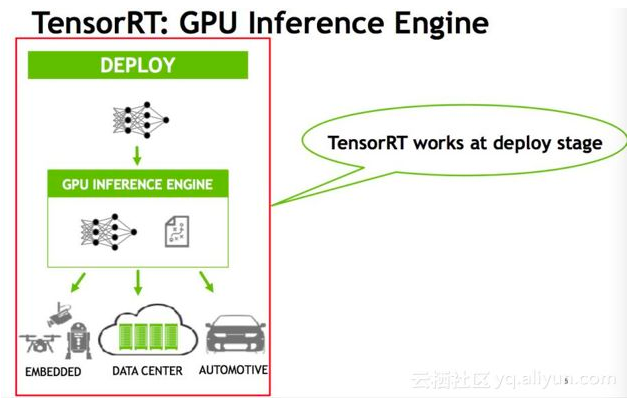 TensorRT: GPU Inference Engine
DEPLOY
TensorRT works at deploy stage
GPU INFERENCE ENGINE
EMBEDDED
DATA CENTER
AUTOMOTIVE
云栖社区 yq.aliyun.com
5